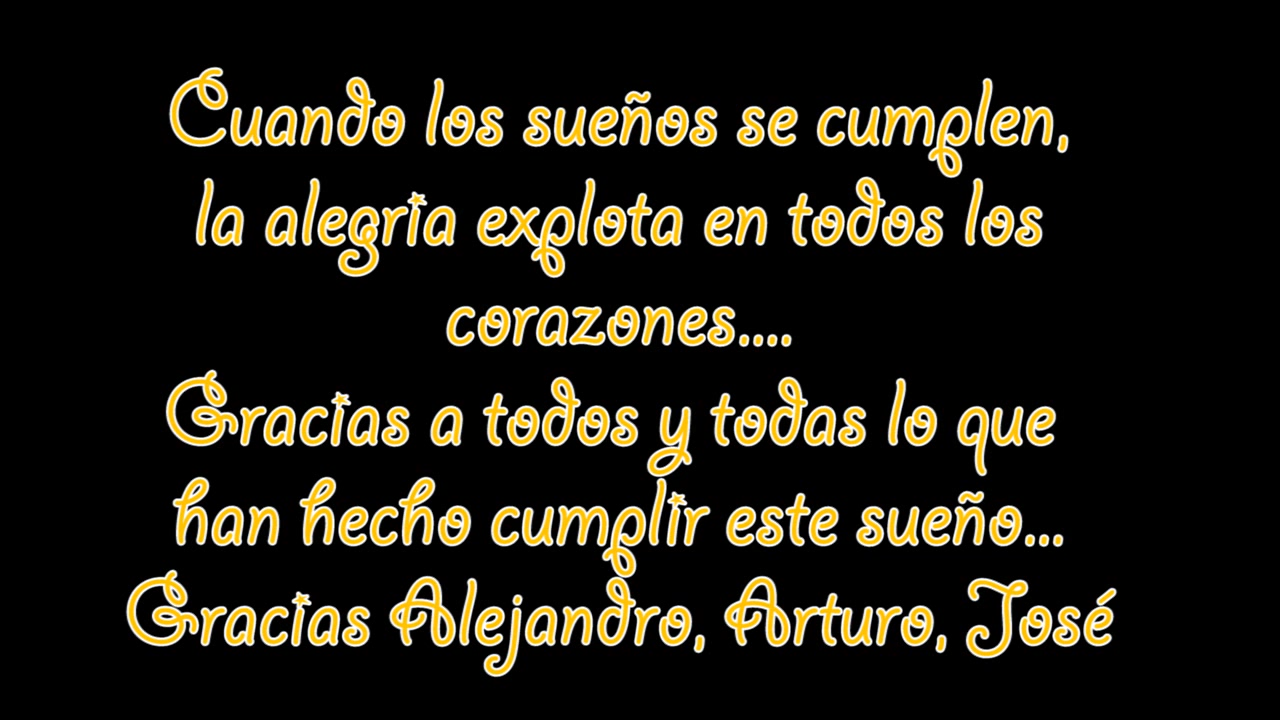 Cuando los sueños se cumplen,
la alegria explota en todos los
corazones....
Gracias a todos y todas lo que
han hecho cumplir este sueño...
Gracias Alejandro, Arturo, José